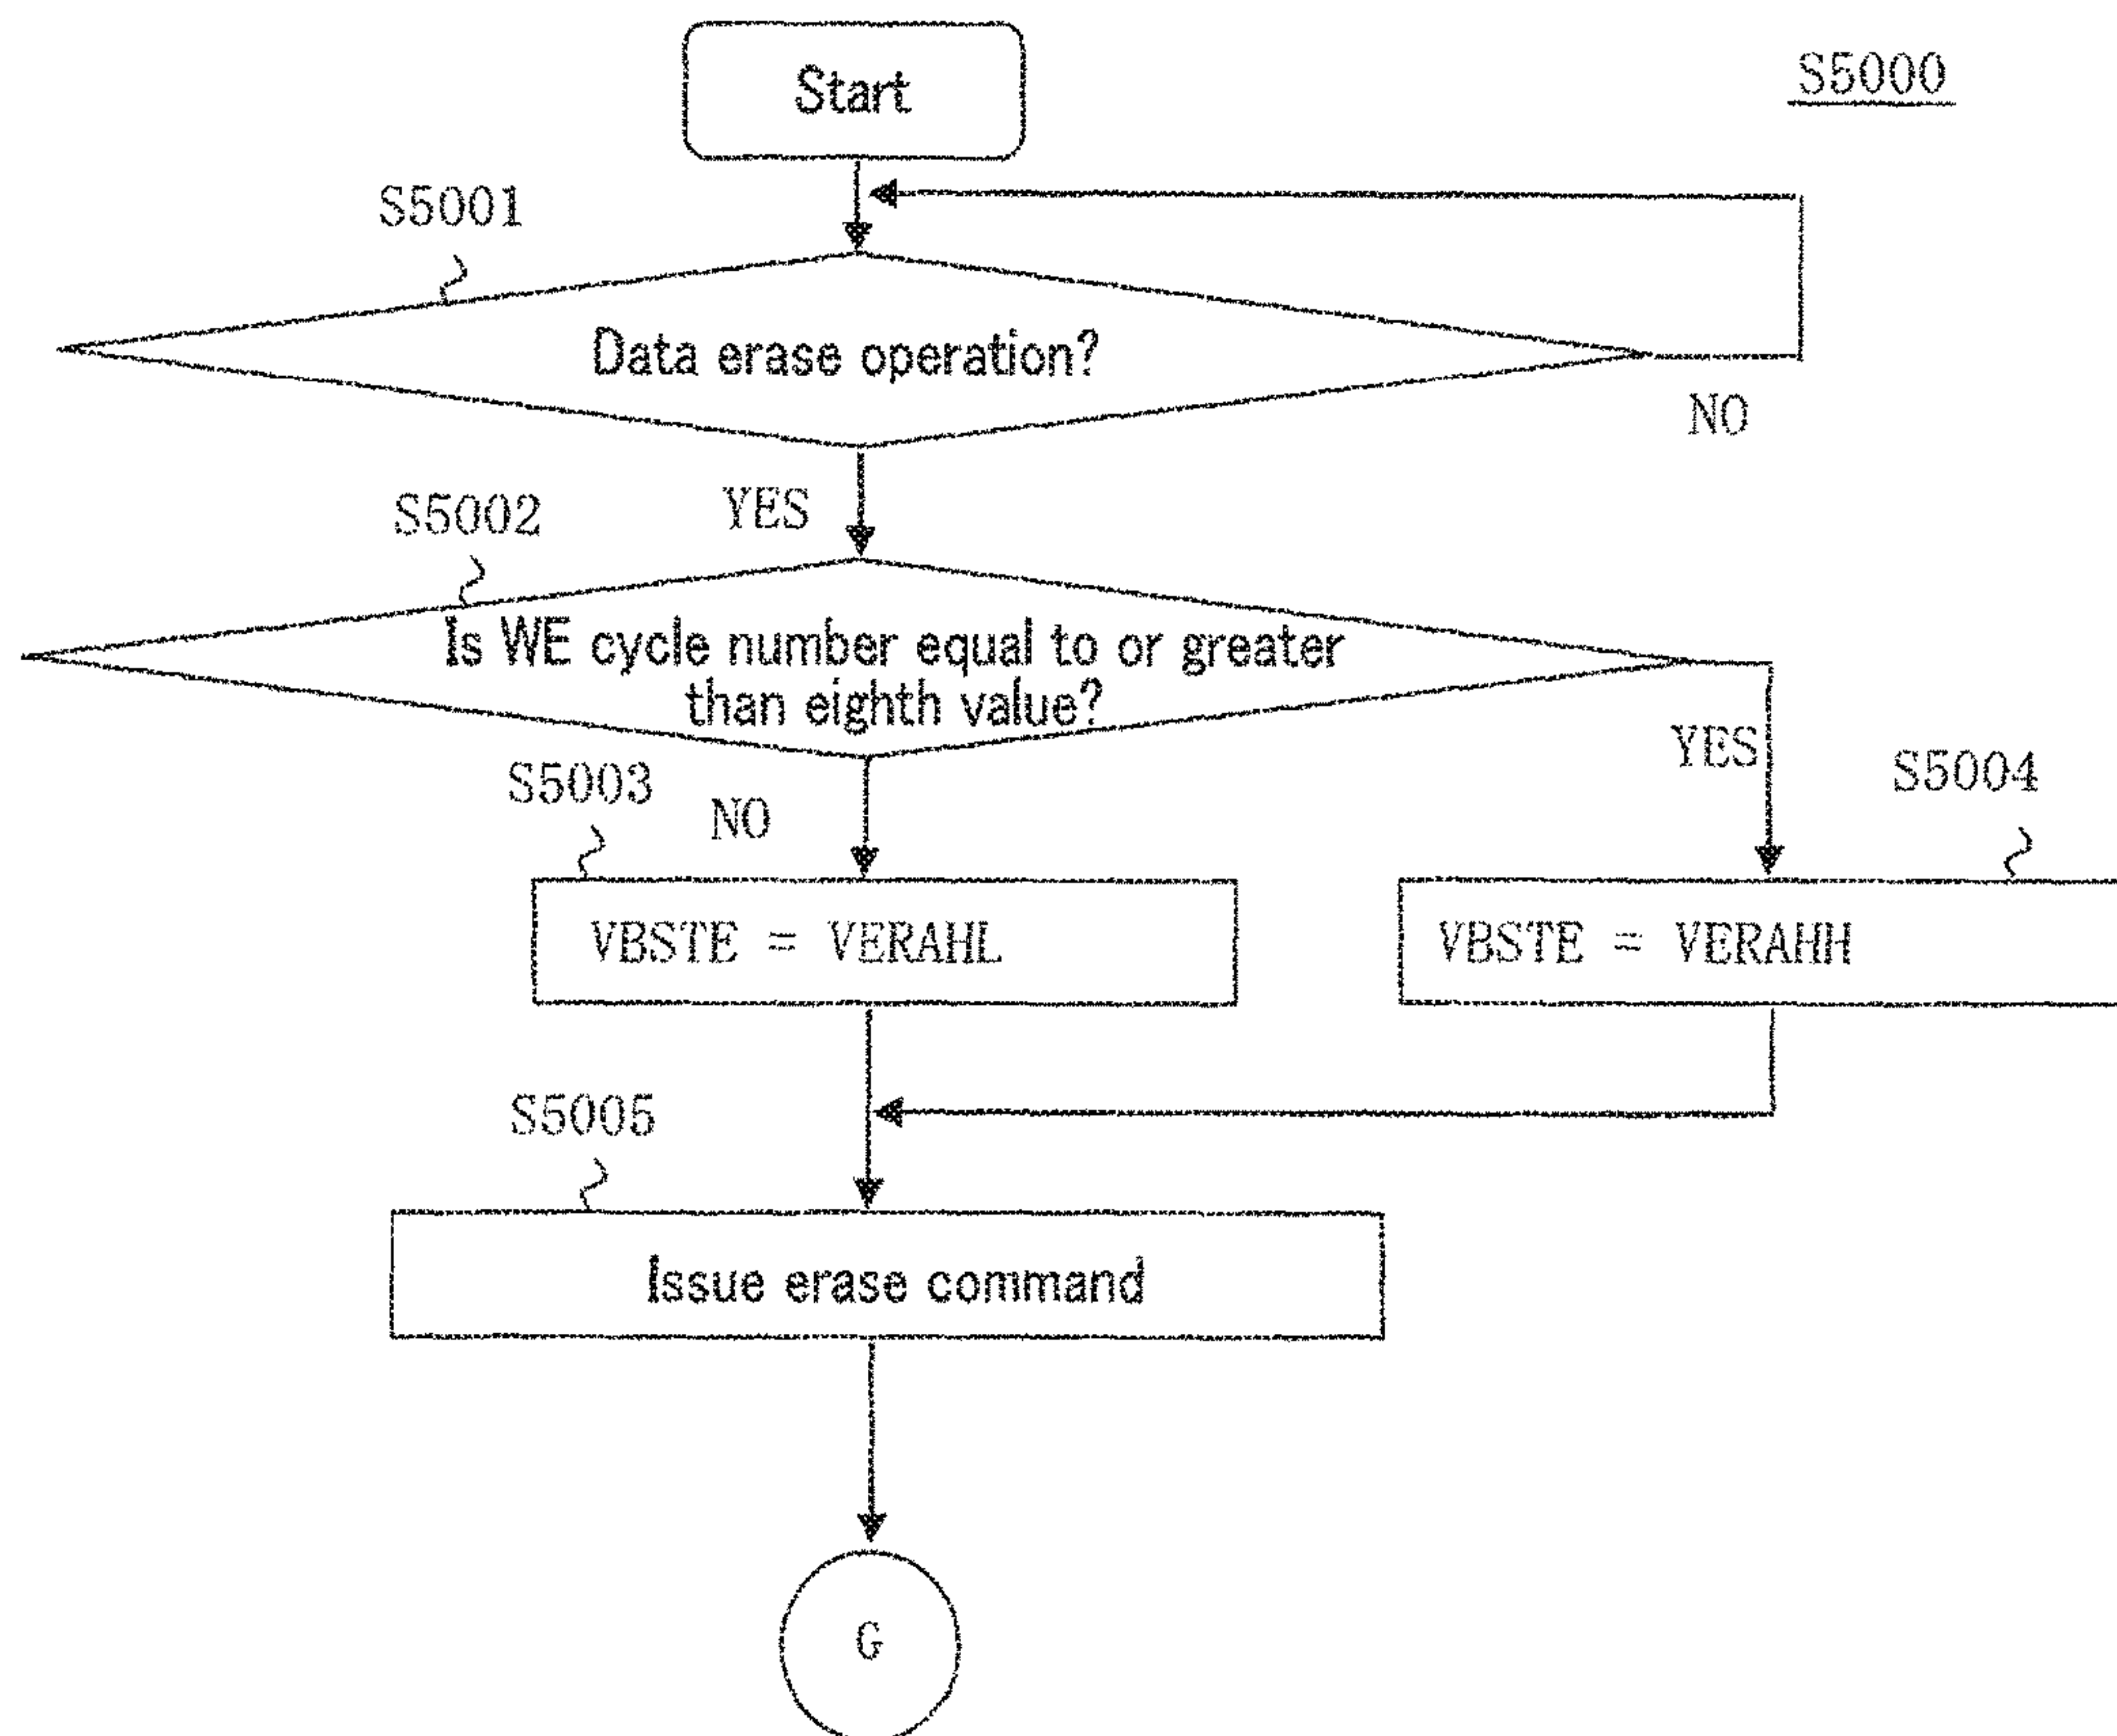 Start
S5000
S5001
Data erase operation?
NO
YES
S5002
Is WE cycle number equal to or greater
than eighth value?
YES
S5003
NO
S5004
VBSTE = VERAHL
VBSTE = VERAHH
S5005
Issue erase command
G